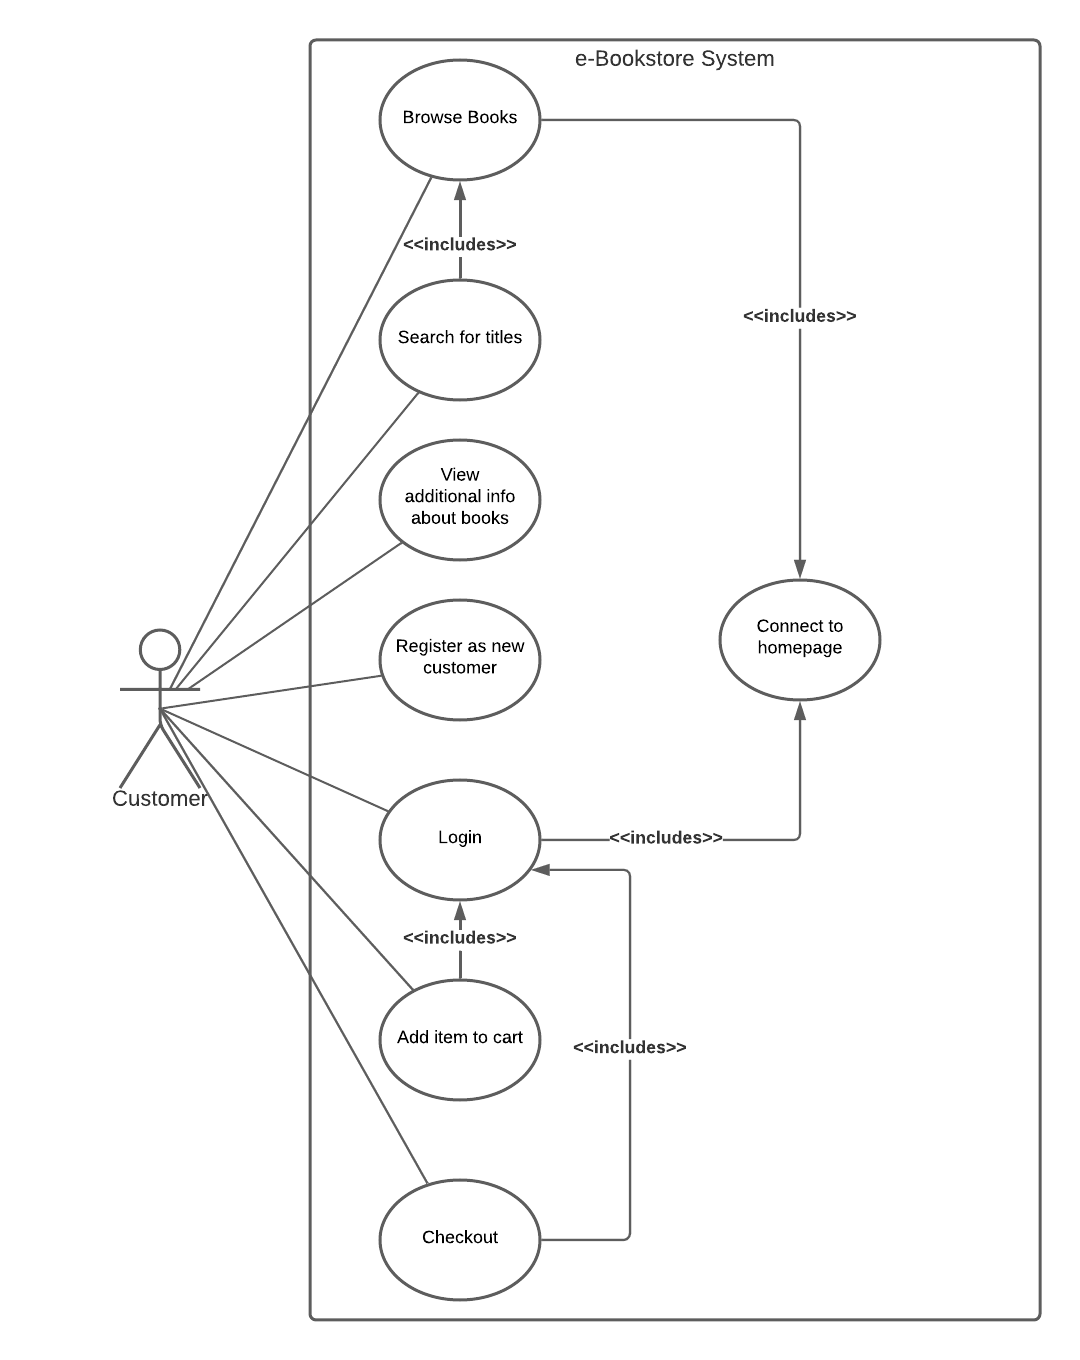 e-Bookstore System
Browse Books
<<includes>>
<<includes>>
Search for titles
View
additional info
about books
Connect to
homepage
Register as new
customer
Customer
Login
<<includes>>
<<includes>>
Add item to cart
<<includes>>
Checkout